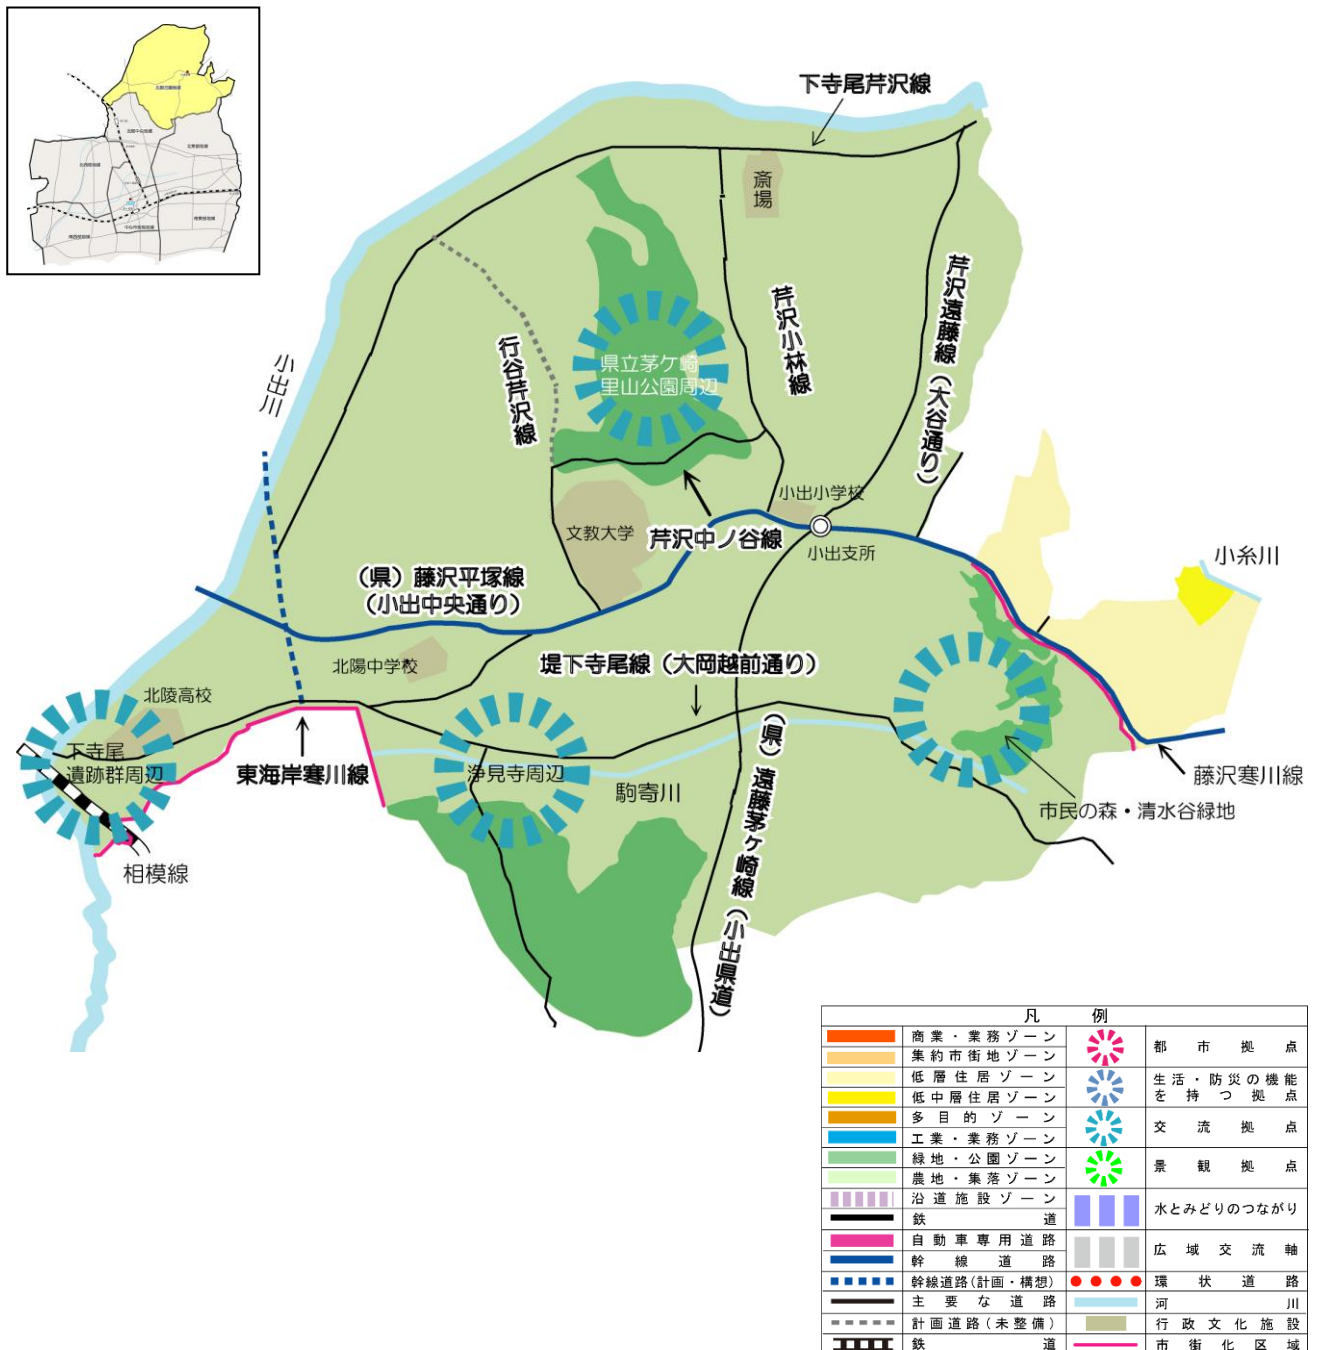 下寺尾芹沢線
斎場
芹沢遠藤線（大谷通り）
芹沢小林線
行谷芹沢線
県立茅ケ崎
里山公園周辺
小出川
小出小学校
文教大学
芹沢中ノ谷線
小出支所
小糸川
（県）藤沢平塚線
（小出中央通り）
北陽中学校
堤下寺尾線（大岡越前通り）
北陵高校
下寺尾
遺跡群周辺
東海岸寒川線
浄見寺周辺
駒寄川
（県）遠藤茅ヶ崎線（小出県道）
藤沢寒川線
市民の森・清水谷緑地
相模線
凡例
商業・業務ゾーン
都市拠点
集約市街地ゾーン
低層住居ゾーン
生活・防災の機能
を持つ拠点
低中層住居ゾーン
多目的ゾーン
交流拠点
工業・業務ゾーン
緑地・公園ゾーン
景観拠点
農地・集落ゾーン
沿道施設ゾーン
水とみどりのつながり
鉄道
自動車専用道路
広域交流軸
幹線道路
幹線道路(計画・構想)
環状道路
主要な道路
河川
計画道路(未整備)
行政文化施設
鉄道
市街化区域